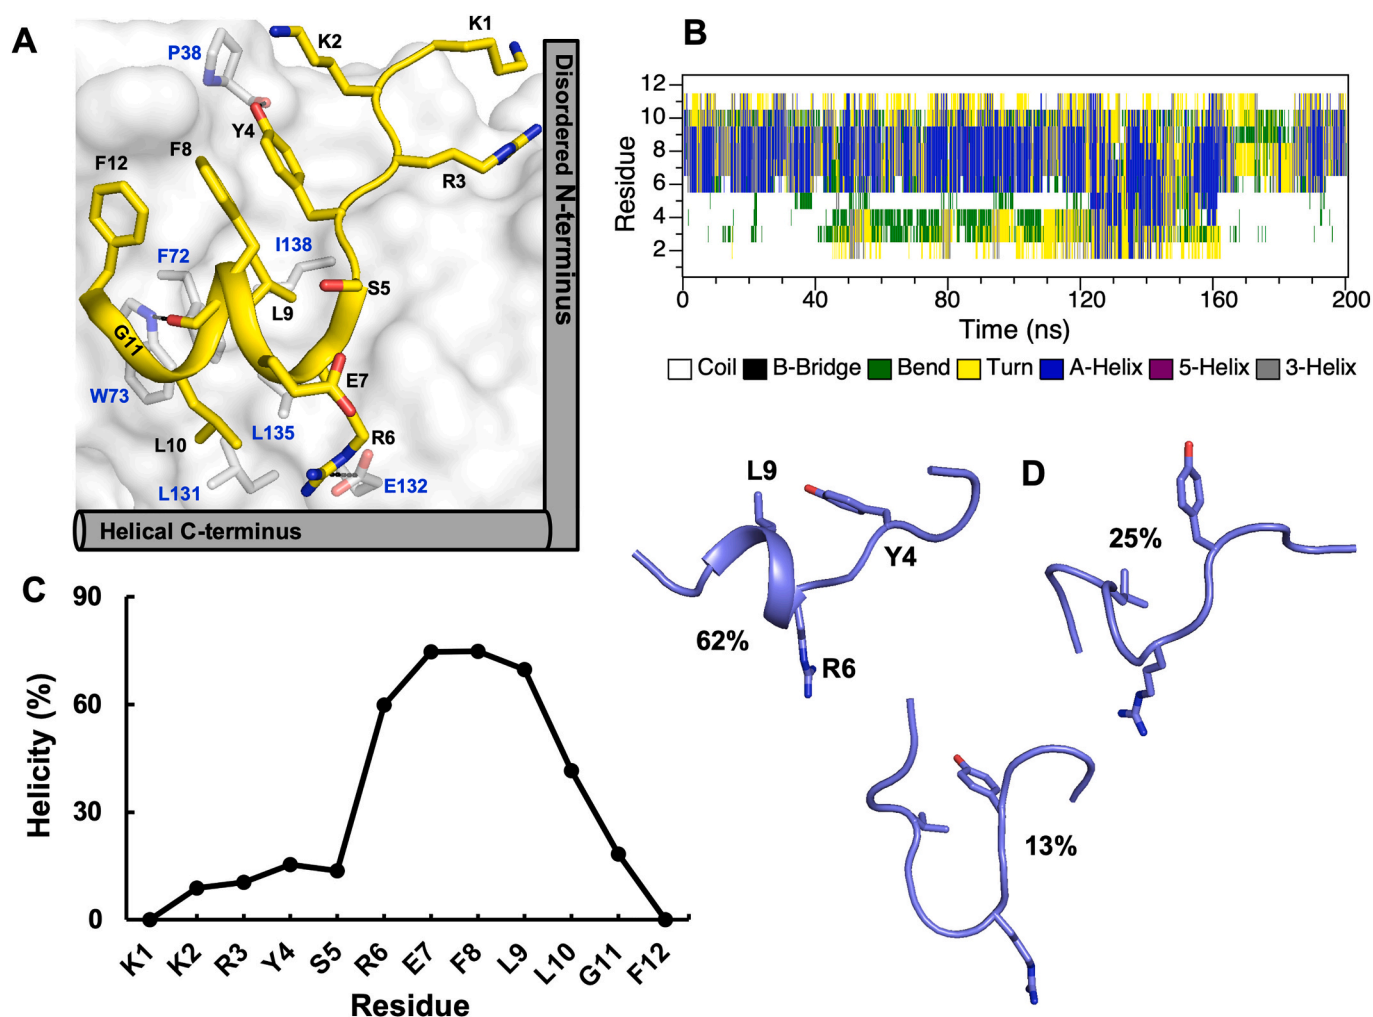 A
K1
K2
P38
Y4
F8
F12
R3
Disordered N-terminus
I138
F72
S5
L9
G11
E7
W73
R6
L10
L135
L131
E132
Helical C-terminus
B
12
10
8
6
4
2
Residue
0
40
80
120
160
200
Time (ns)
Coil B-Bridge Bend Turn A-Helix 5-Helix 3-Helix
C
90
60
30
0
Helicity (%)
K1 K2 R3 Y4 S5 R6 E7 F8 L9 L10 G11 F12
Residue
D
L9
Y4
62%
R6
25%
13%